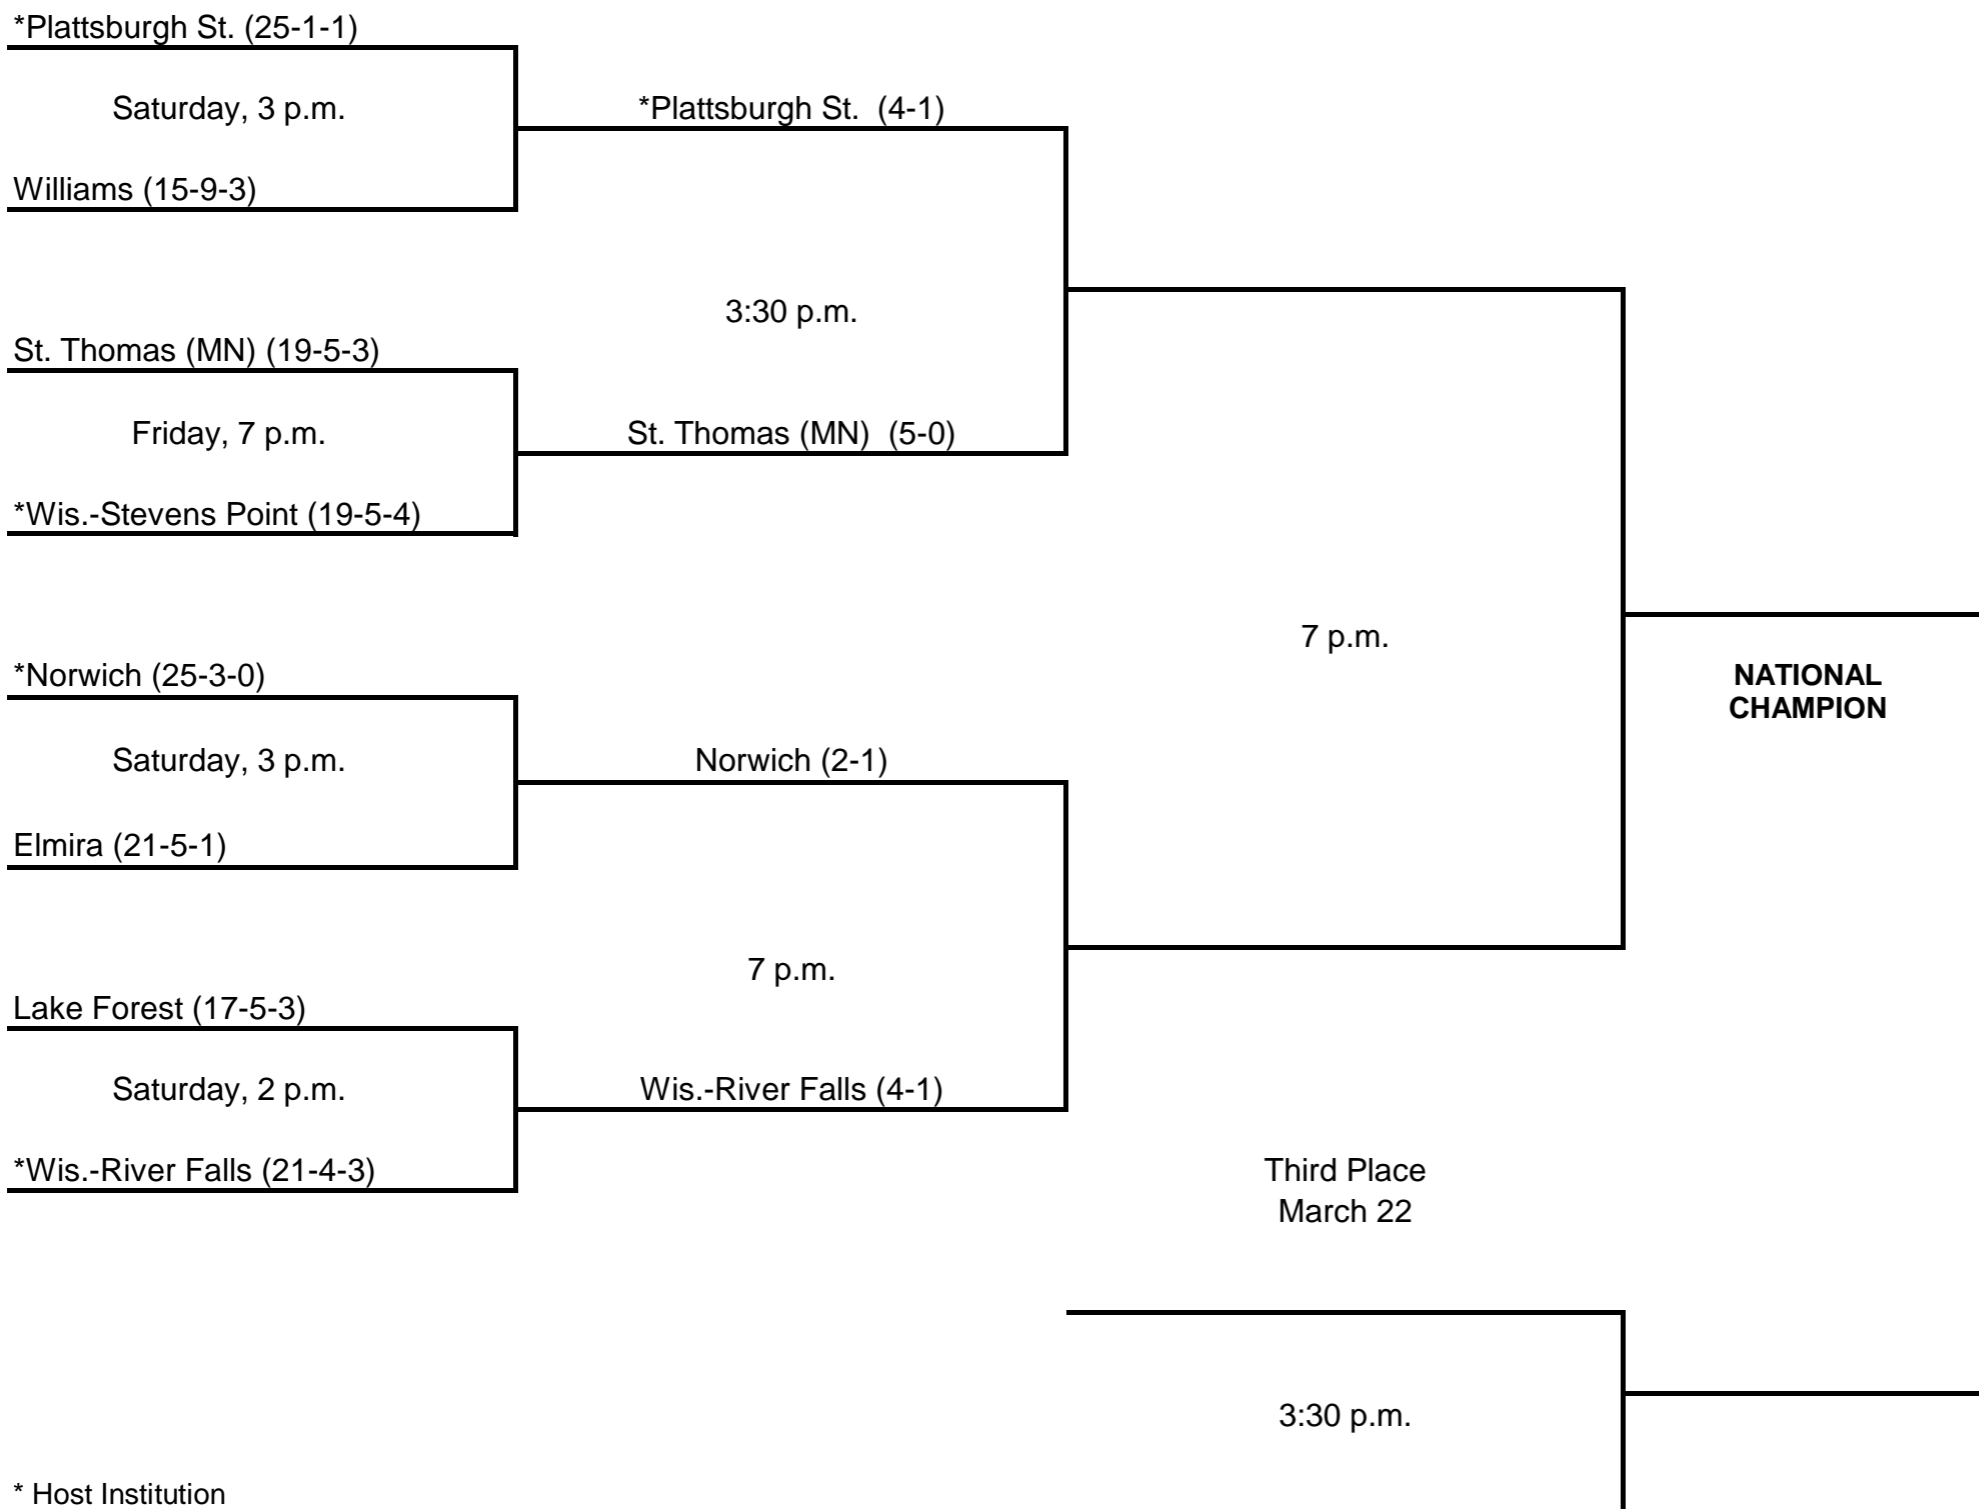 *Plattsburgh St. (25-1-1)
Saturday, 3 p.m.
*Plattsburgh St.  (4-1)
Williams (15-9-3)
3:30 p.m.
St. Thomas (MN) (19-5-3)
Friday, 7 p.m.
St. Thomas (MN)  (5-0)
*Wis.-Stevens Point (19-5-4)
7 p.m.
*Norwich (25-3-0)
NATIONAL
CHAMPION
Saturday, 3 p.m.
Norwich (2-1)
Elmira (21-5-1)
7 p.m.
Lake Forest (17-5-3)
Saturday, 2 p.m.
Wis.-River Falls (4-1)
*Wis.-River Falls (21-4-3)
Third Place
March 22
3:30 p.m.
* Host Institution